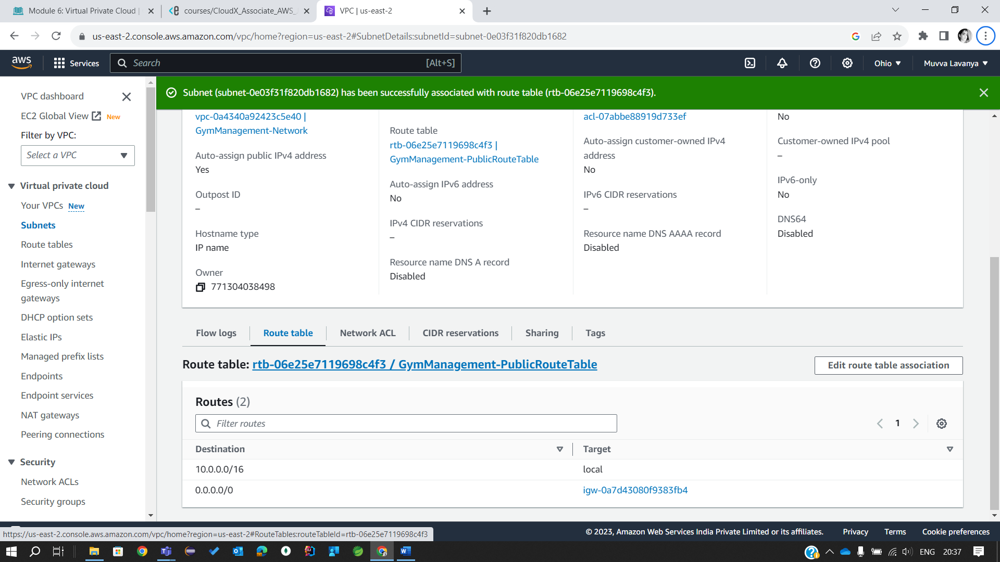 Module 6: Virtual Private Cloud |
courses/CloudX_Associate_AWS_
VPC | us-east-2
us-east-2.console.aws.amazon.com/vpc/home?region=us-east-2#SubnetDetails:subnetId=subnet-0e03f31f820db1682
aws
Services
Search
[Alt+S]
Ohio
Muvva Lavanya
VPC dashboard
EC2 Global View
New
Filter by VPC:
Select a VPC
Virtual private cloud
Your VPCs
New
Subnets
Route tables
Internet gateways
Egress-only internet
gateways
DHCP option sets
Elastic IPs
Managed prefix lists
Endpoints
Endpoint services
NAT gateways
Peering connections
Security
Network ACLs
Security groups
Subnet (subnet-0e03f31f820db1682) has been successfully associated with route table (rtb-06e25e7119698c4f3).
vpc-0a4340a92423c5e40 |
GymManagement-Network
Auto-assign public IPv4 address
Yes
Outpost ID
–
Hostname type
IP name
Owner
771304038498
Route table
rtb-06e25e7119698c4f3 |
GymManagement-PublicRouteTable
Auto-assign IPv6 address
No
IPv4 CIDR reservations
–
Resource name DNS A record
Disabled
acl-07abbe88919d733ef
Auto-assign customer-owned IPv4
address
No
IPv6 CIDR reservations
–
Resource name DNS AAAA record
Disabled
No
Customer-owned IPv4 pool
–
IPv6-only
No
DNS64
Disabled
Flow logs
Route table
Network ACL
CIDR reservations
Sharing
Tags
Route table: rtb-06e25e7119698c4f3 / GymManagement-PublicRouteTable
Edit route table association
Routes (2)
Filter routes
1
Destination
Target
10.0.0.0/16
local
0.0.0.0/0
igw-0a7d43080f9383fb4
https://us-east-2.console.aws.amazon.com/vpc/home?region=us-east-2#RouteTables:routeTableId=rtb-06e25e7119698c4f3
© 2023, Amazon Web Services India Private Limited or its affiliates.
Privacy
Terms
Cookie preferences
ENG
20:37